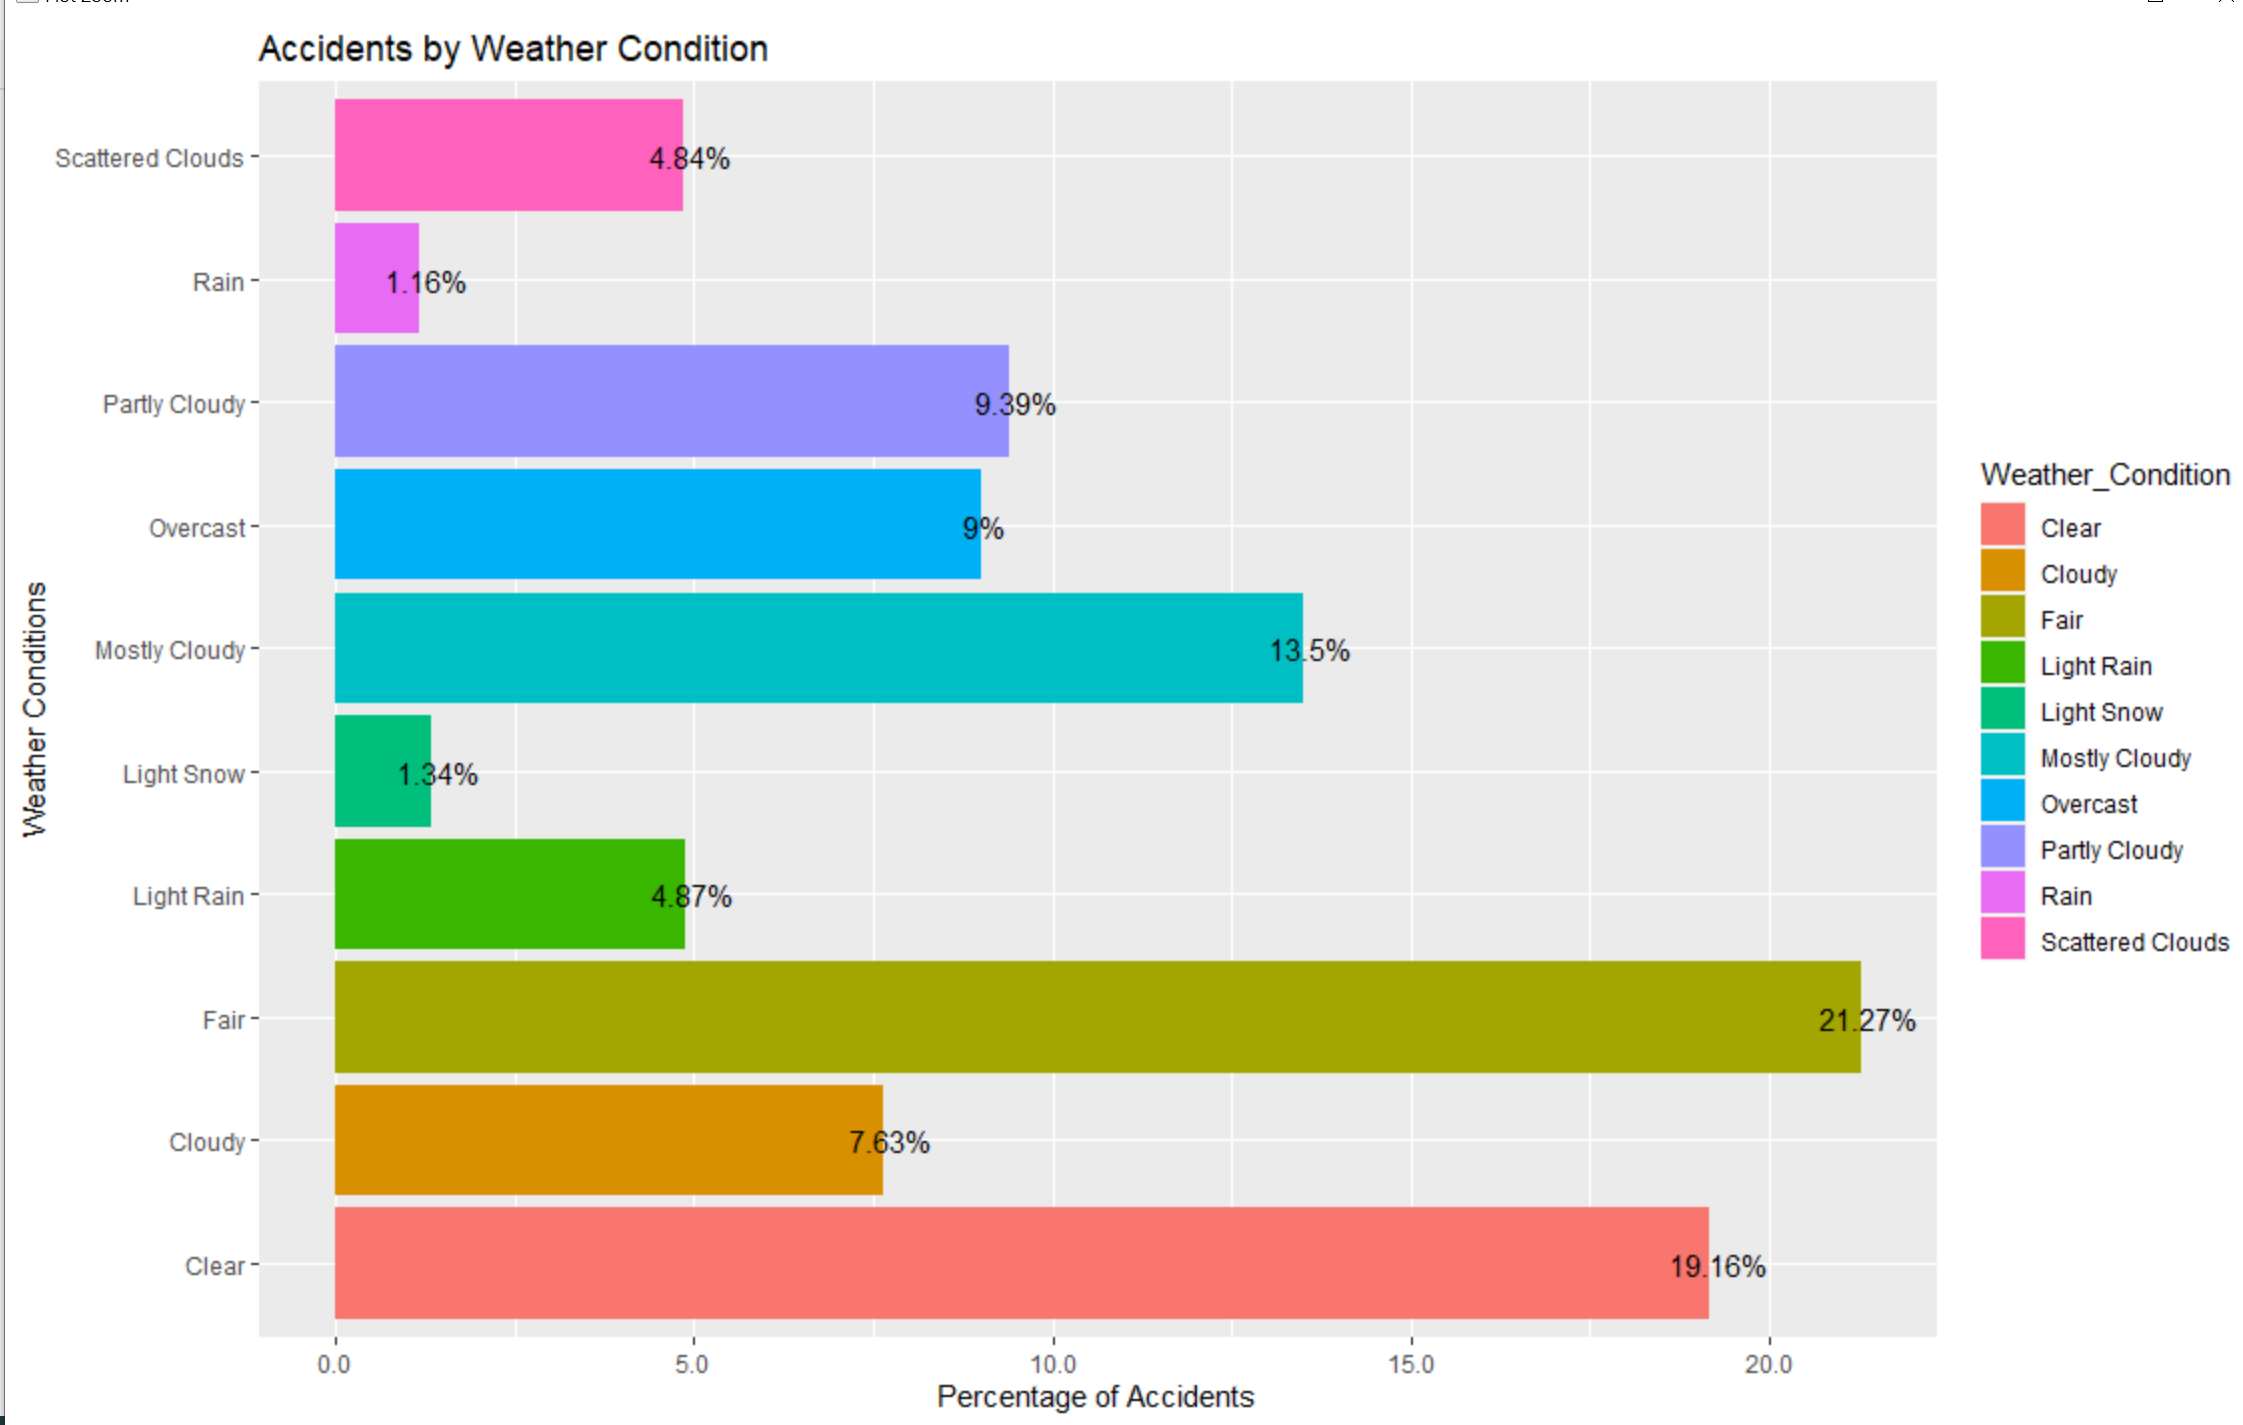 Accidents by Weather Condition
Scattered Clouds
4.84%
Rain
1.16%
Partly Cloudy
9.39%
Overcast
9%
Mostly Cloudy
13.5%
Light Snow
1.34%
Light Rain
4.87%
Fair
21.27%
Cloudy
7.63%
Clear
19.16%
Weather Conditions
0.0 5.0 10.0 15.0 20.0
Percentage of Accidents
Weather_Condition
Clear
Cloudy
Fair
Light Rain
Light Snow
Mostly Cloudy
Overcast
Partly Cloudy
Rain
Scattered Clouds